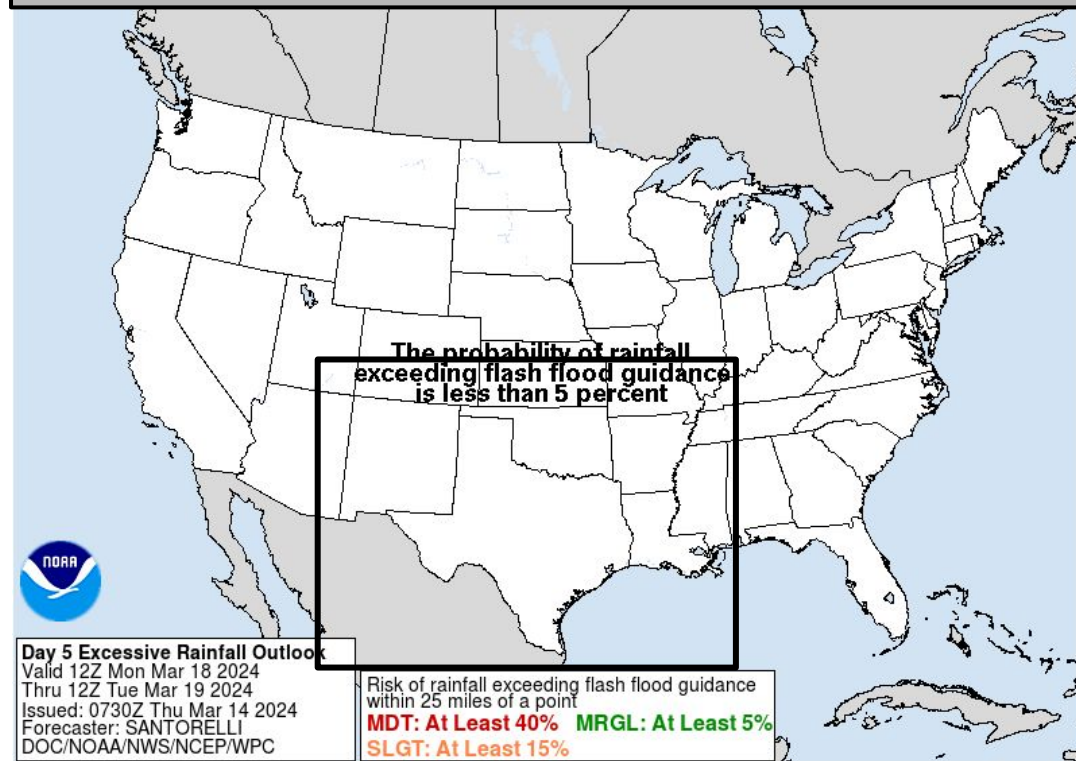 The probability of rainfall
exceeding flash flood guidance
is less than 5 percent
NOAA
Day 5 Excessive Rainfall Outlook
Valid 12Z Mon Mar 18 2024
Thru 12Z Tue Mar 19 2024
Issued: 0730Z Thu Mar 14 2024
Forecaster: SANTORELLI
DOC/NOAA/NWS/NCEP/WPC
Risk of rainfall exceeding flash flood guidance
within 25 miles of a point
MDT: At Least 40% MRGL: At Least 5%
SLGT: At Least 15%